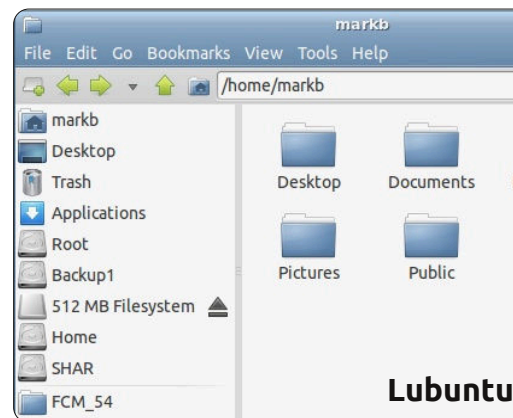 markb
File Edit Go Bookmarks View Tools Help
/home/markb
markb
Desktop
Trash
Applications
Root
Backup1
512 MB Filesystem
Home
SHAR
FCM_54
Desktop Documents
Pictures Public
Lubuntu